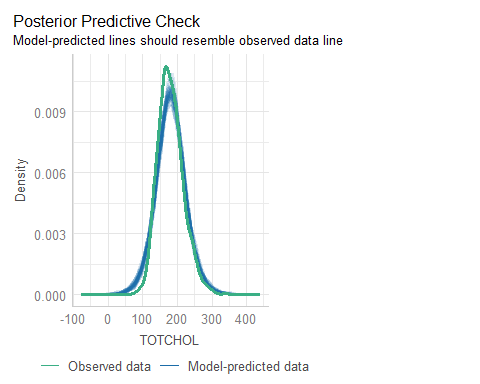 Posterior Predictive Check
Model-predicted lines should resemble observed data line
Density
0.009
0.006
0.003
0.000
-100 0 100 200 300 400
TOTCHOL
Observed data Model-predicted data